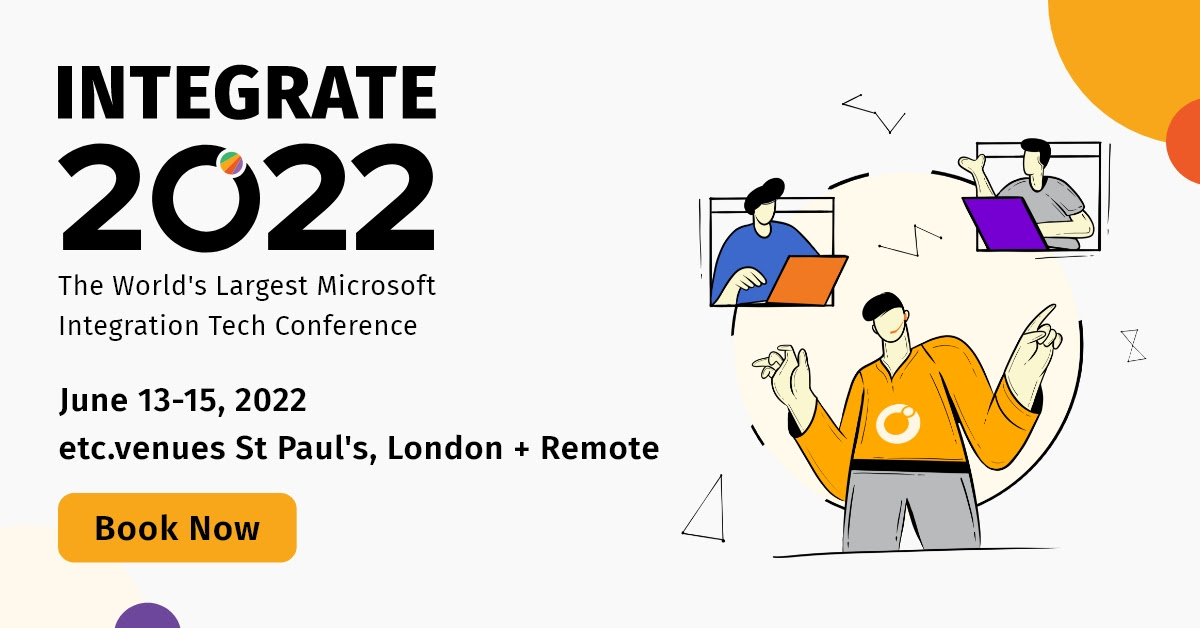 INTEGRATE
2022
The World's Largest Microsoft
Integration Tech Conference
June 13-15, 2022
etc.venues St Paul's, London + Remote
Book Now